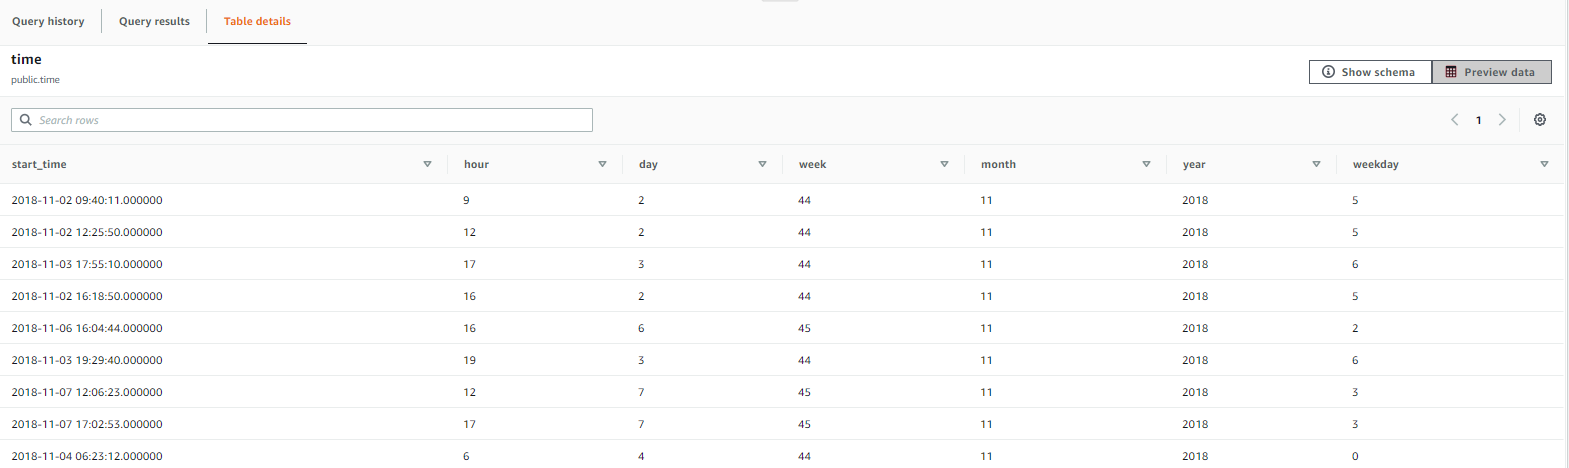 Query history Query results Table details
time
public.time
Show schema Preview data
Search rows
1
start_time hour day week month year weekday
2018-11-02 09:40:11.000000 9 2 44 11 2018 5
2018-11-02 12:25:50.000000 12 2 44 11 2018 5
2018-11-03 17:55:10.000000 17 3 44 11 2018 6
2018-11-02 16:18:50.000000 16 2 44 11 2018 5
2018-11-06 16:04:44.000000 16 6 45 11 2018 2
2018-11-03 19:29:40.000000 19 3 44 11 2018 6
2018-11-07 12:06:23.000000 12 7 45 11 2018 3
2018-11-07 17:02:53.000000 17 7 45 11 2018 3
2018-11-04 06:23:12.000000 6 4 44 11 2018 0